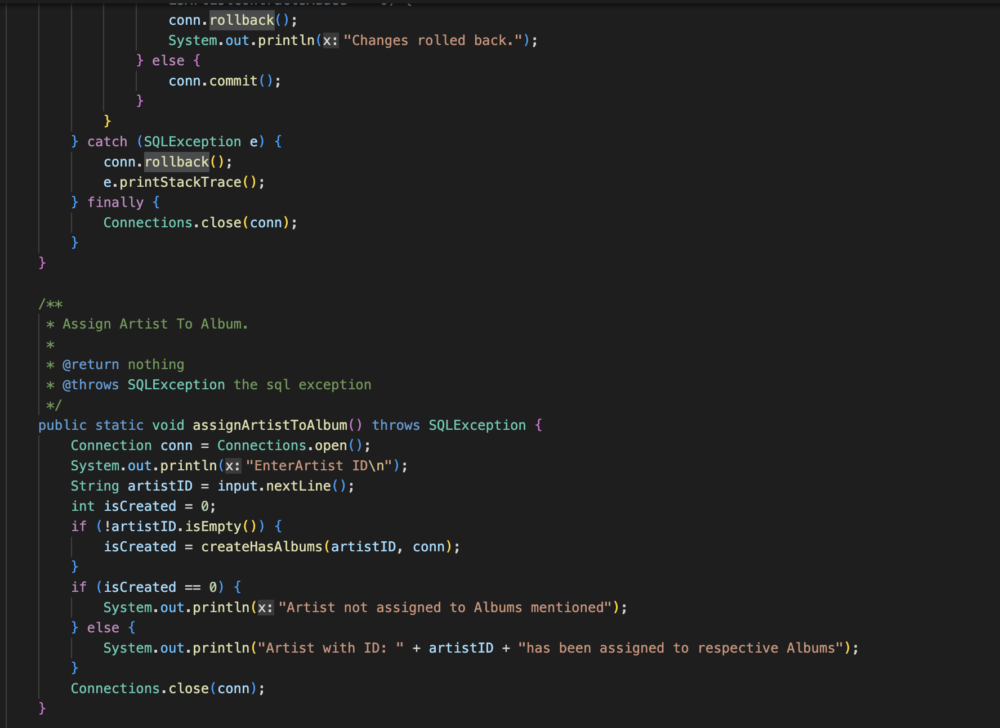 conn.rollback();
System.out.println(x: "Changes rolled back.");
} else {
conn.commit();
}
}
} catch (SQLException e) {
conn.rollback();
e.printStackTrace();
} finally {
Connections.close(conn);
}
}
/**
* Assign Artist To Album.
*
* @return nothing
* @throws SQLException the sql exception
*/
public static void assignArtistToAlbum() throws SQLException {
Connection conn = Connections.open();
System.out.println(x: "EnterArtist ID\n");
String artistID = input.nextLine();
int isCreated = 0;
if (!artistID.isEmpty()) {
isCreated = createHasAlbums(artistID, conn);
}
if (isCreated == 0) {
System.out.println(x: "Artist not assigned to Albums mentioned");
} else {
System.out.println("Artist with ID: " + artistID + "has been assigned to respective Albums");
}
Connections.close(conn);
}